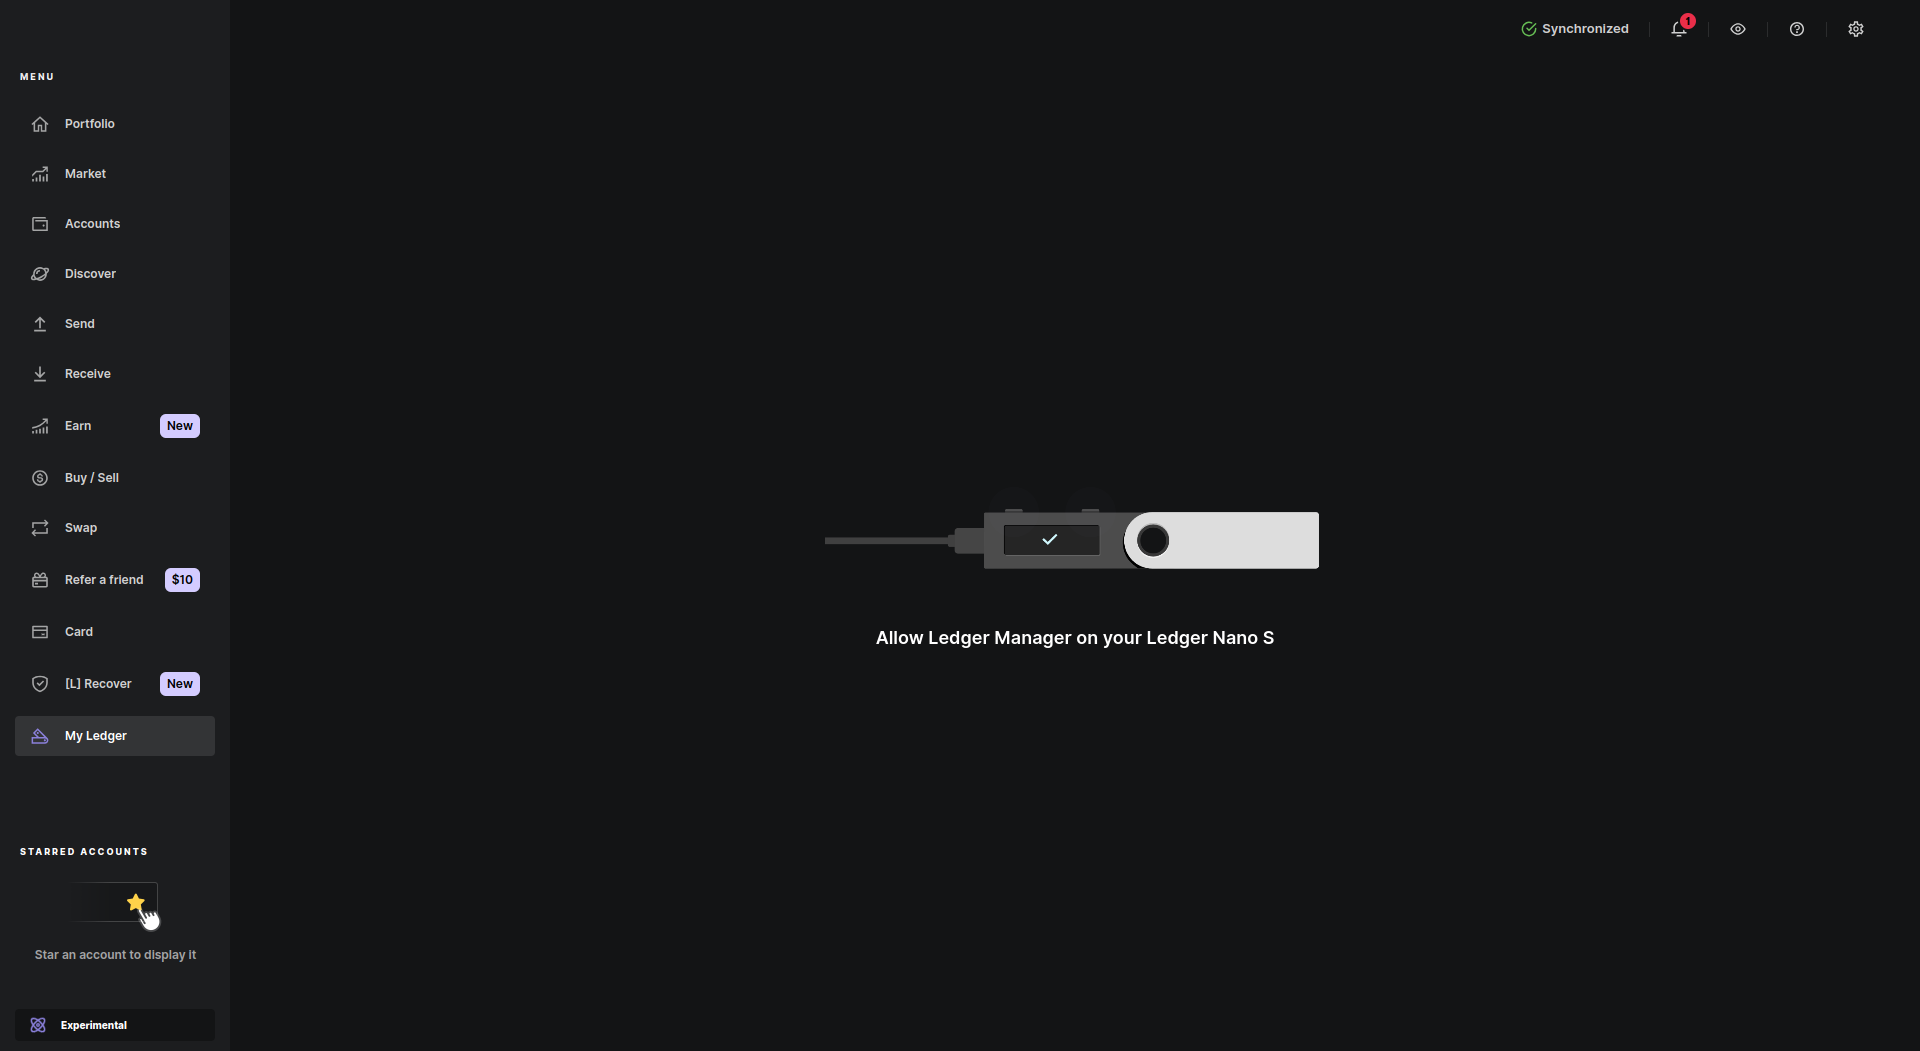 Synchronized
1
MENU
Portfolio
Market
Accounts
Discover
Send
Receive
Earn New
Buy / Sell
Swap
Refer a friend $10
Card
[L] Recover New
My Ledger
Allow Ledger Manager on your Ledger Nano S
STARRED ACCOUNTS
Star an account to display it
Experimental